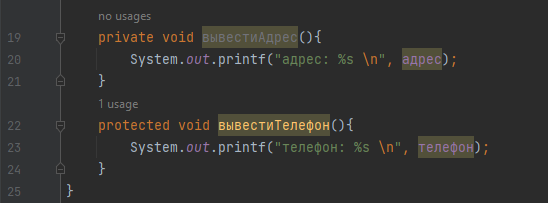 no usages
19 private void вывестиАдрес(){
20 System.out.printf("адрес: %s \n", адрес);
21 }
1 usage
22 protected void вывестиТелефон(){
23 System.out.printf("телефон: %s \n", телефон);
24 }
25 }